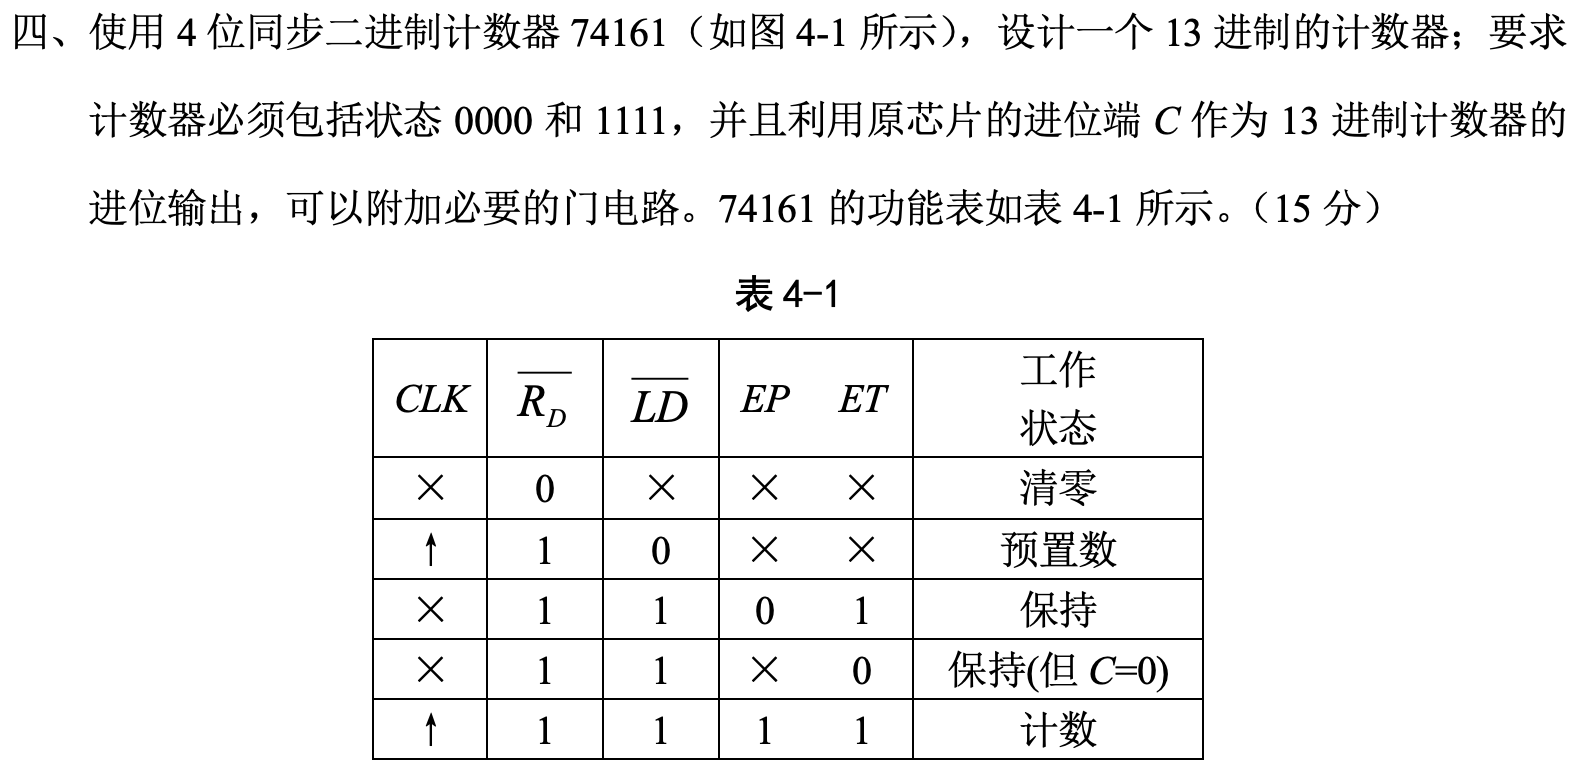 四、使用 4 位同步二进制计数器 74161（如图 4-1 所示），设计一个 13 进制的计数器；要求
计数器必须包括状态 0000 和 1111，并且利用原芯片的进位端 C 作为 13 进制计数器的
进位输出，可以附加必要的门电路。74161 的功能表如表 4-1 所示。（15 分）
表 4-1
CLK $\overline{R_D}$ $\overline{LD}$ EP ET 工作
状态
× 0 × × × 清零
↑ 1 0 × × 预置数
× 1 1 0 1 保持
× 1 1 × 0 保持(但 C=0)
↑ 1 1 1 1 计数